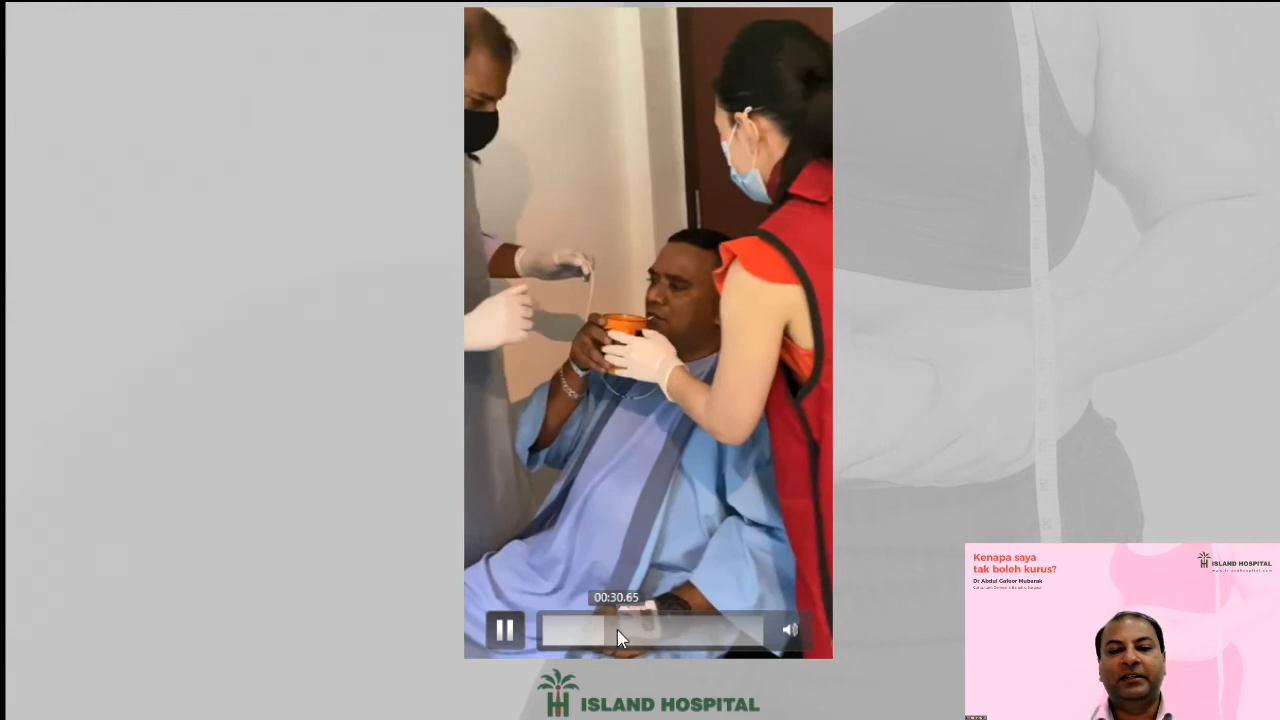 00:30.65
ISLAND HOSPITAL
Kenapa saya
tak boleh kurus?
Dr Abdul Gafoor Mubarak
ISLAND HOSPITAL